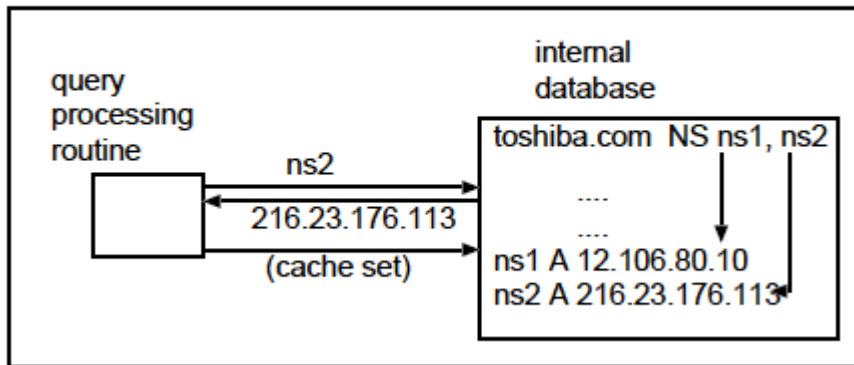 query
processing
routine
internal
database
toshiba.com NS ns1, ns2
ns2
....
216.23.176.113
....
(cache set)
ns1 A 12.106.80.10
ns2 A 216.23.176.113